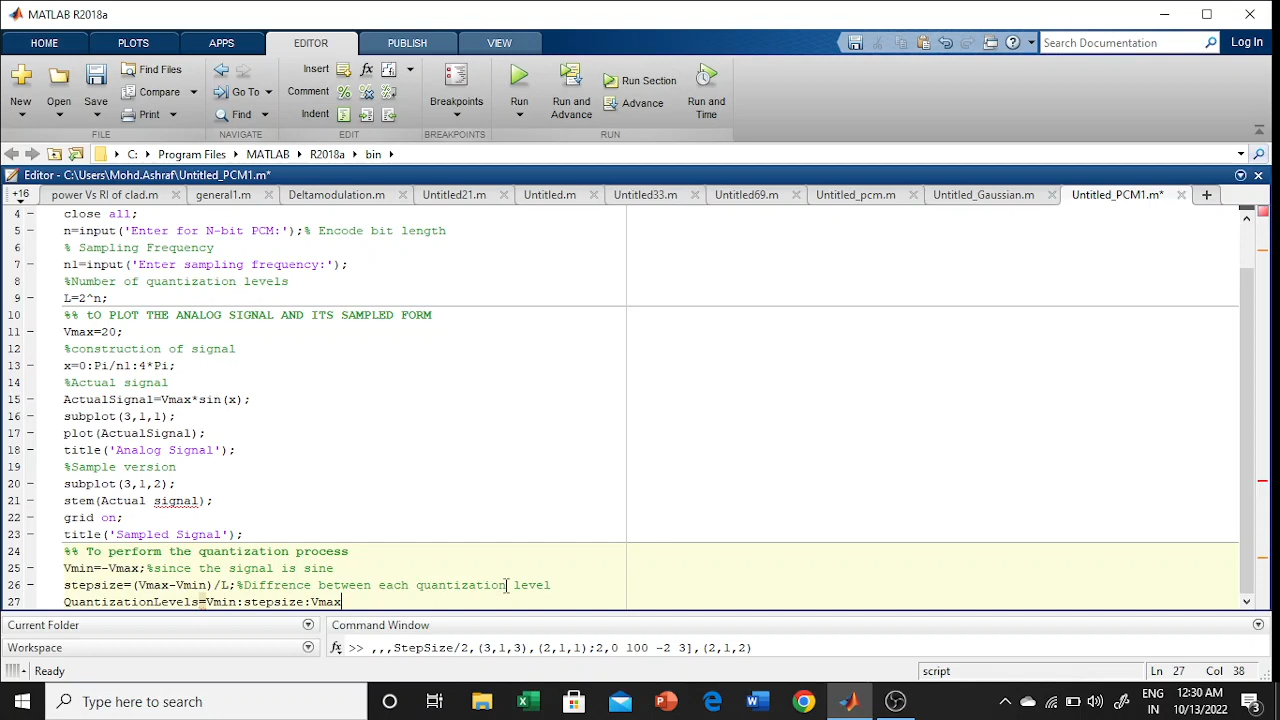 MATLAB R2018a
HOME PLOTS APPS EDITOR PUBLISH VIEW Search Documentation Log In
New Open Save Find Files Compare Print Go To Find Insert fx Comment Indent Breakpoints Run Run and Advance Run Section Advance Run and Time
FILE NAVIGATE EDIT BREAKPOINTS RUN
C: Program Files MATLAB R2018a bin
Editor - C:\Users\Mohd.Ashraf\Untitled_PCM1.m*
+16 power Vs RI of clad.m general1.m Deltamodulation.m Untitled21.m Untitled.m Untitled33.m Untitled69.m Untitled_pcm.m Untitled_Gaussian.m Untitled_PCM1.m* +
4 – close all;
5 – n=input('Enter for N-bit PCM:');% Encode bit length
6 % Sampling Frequency
7 – n1=input('Enter sampling frequency:');
8 %Number of quantization levels
9 – L=2^n;
10 %% tO PLOT THE ANALOG SIGNAL AND ITS SAMPLED FORM
11 – Vmax=20;
12 %construction of signal
13 – x=0:Pi/n1:4*Pi;
14 %Actual signal
15 – ActualSignal=Vmax*sin(x);
16 – subplot(3,1,1);
17 – plot(ActualSignal);
18 – title('Analog Signal');
19 %Sample version
20 – subplot(3,1,2);
21 – stem(Actual signal);
22 – grid on;
23 – title('Sampled Signal');
24 %% To perform the quantization process
25 – Vmin=-Vmax;%since the signal is sine
26 – stepsize=(Vmax-Vmin)/L;%Diffrence between each quantization level
27 – QuantizationLevels=Vmin:stepsize:Vmax
Current Folder Command Window
Workspace fx >> ,,,StepSize/2,(3,1,3),(2,1,1);2,0 100 -2 3],(2,1,2)
Ready script Ln 27 Col 38
Type here to search ENG IN 12:30 AM 10/13/2022 3